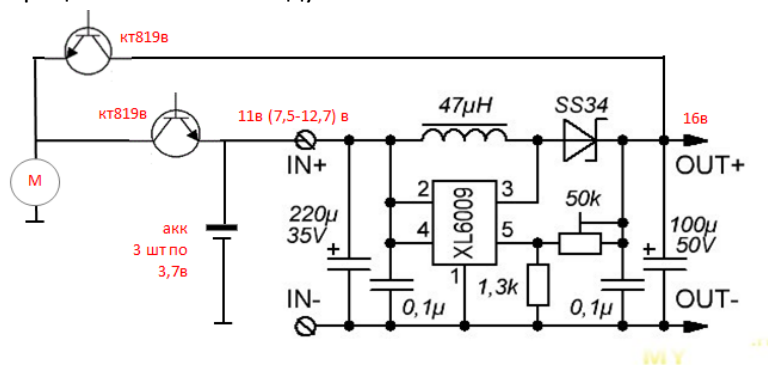 кт819в
кт819в
11в (7,5-12,7) в
47µH
SS34
16в
IN+
OUT+
M
2
3
50k
220µ
35V
4
XL6009
5
100µ
50V
акк
3 шт по
3,7в
+
1
1,3k
+
IN-
0,1µ
0,1µ
OUT-
MY